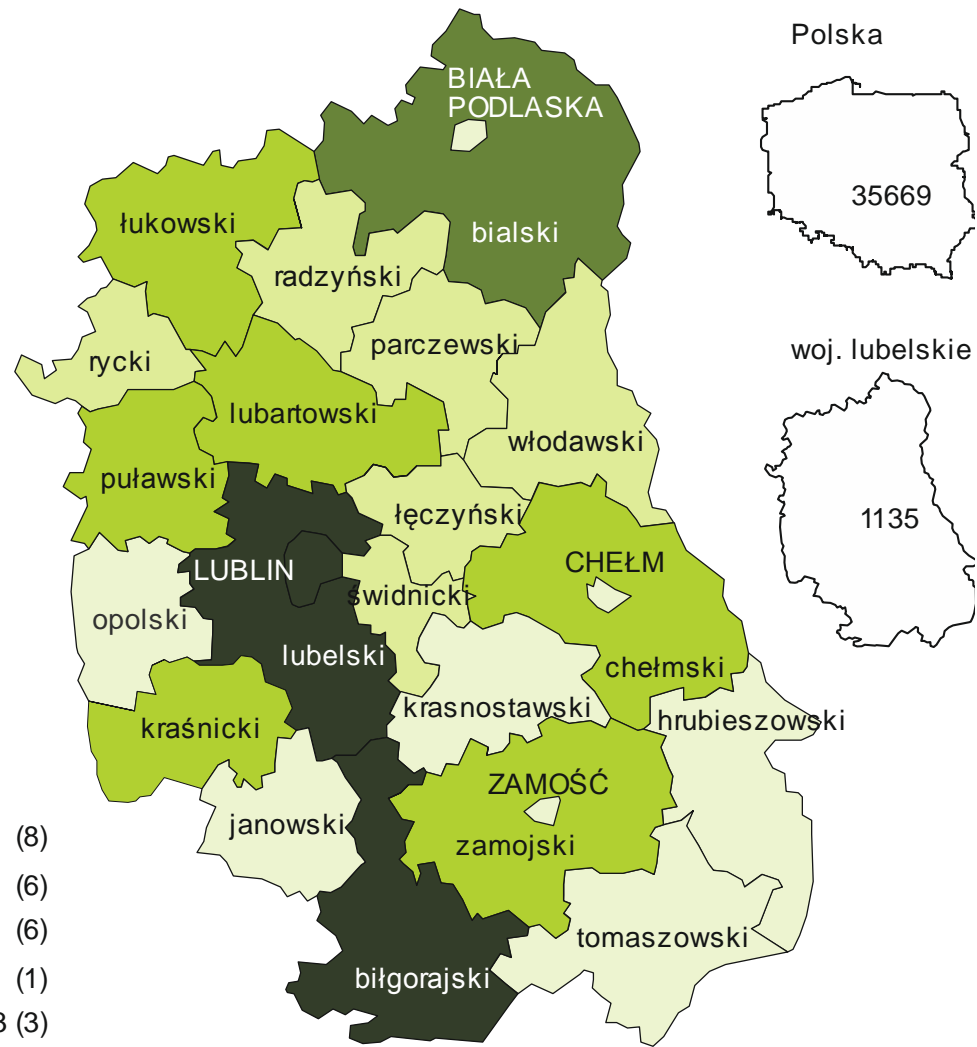 Polska
BIAŁA
PODLASKA
35669
łukowski
bialski
radzyński
rycki
parczewski
woj. lubelskie
lubartowski
włodawski
puławski
łęczyński
1135
LUBLIN
CHEŁM
świdnicki
opolski
lubelski
chełmski
krasnostawski
hrubieszowski
kraśnicki
ZAMOŚĆ
janowski
zamojski
(8)
(6)
(6)
tomaszowski
(1)
biłgorajski
(3)